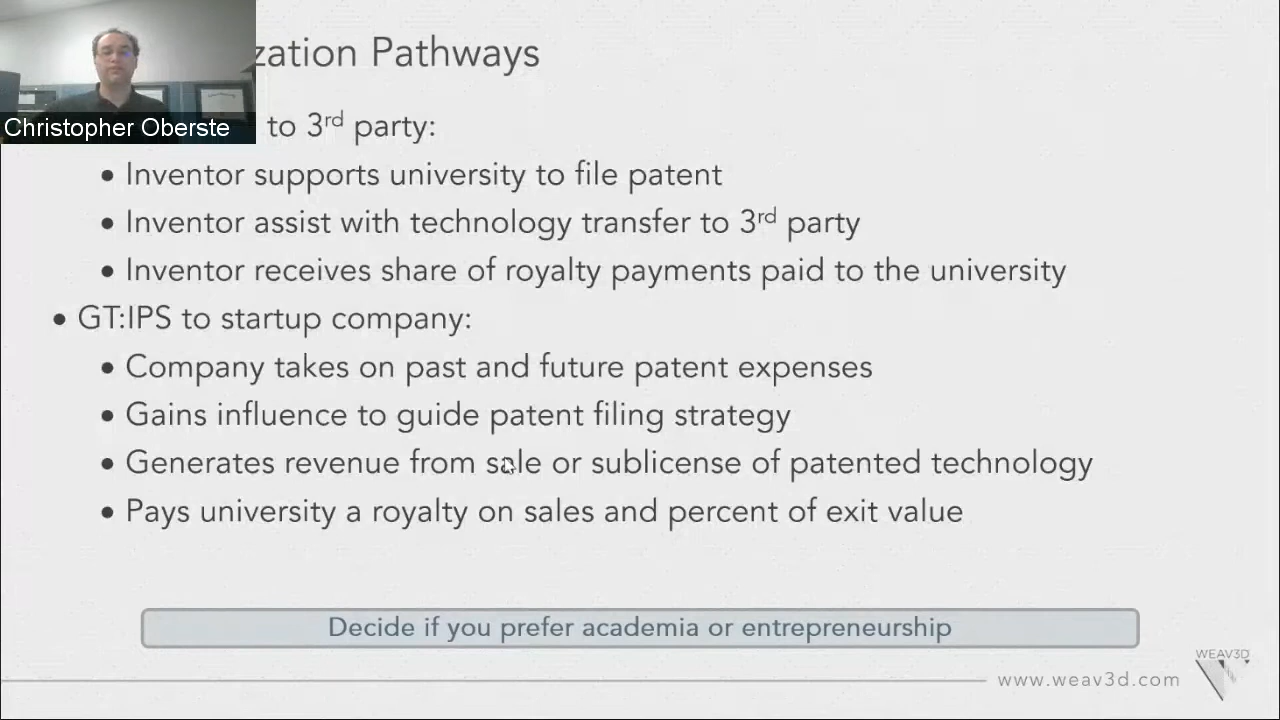 zation Pathways
Christopher Oberste
to 3rd party:
• Inventor supports university to file patent
• Inventor assist with technology transfer to 3rd party
• Inventor receives share of royalty payments paid to the university
• GT:IPS to startup company:
• Company takes on past and future patent expenses
• Gains influence to guide patent filing strategy
• Generates revenue from sale or sublicense of patented technology
• Pays university a royalty on sales and percent of exit value
Decide if you prefer academia or entrepreneurship
WEAV3D
www.weav3d.com